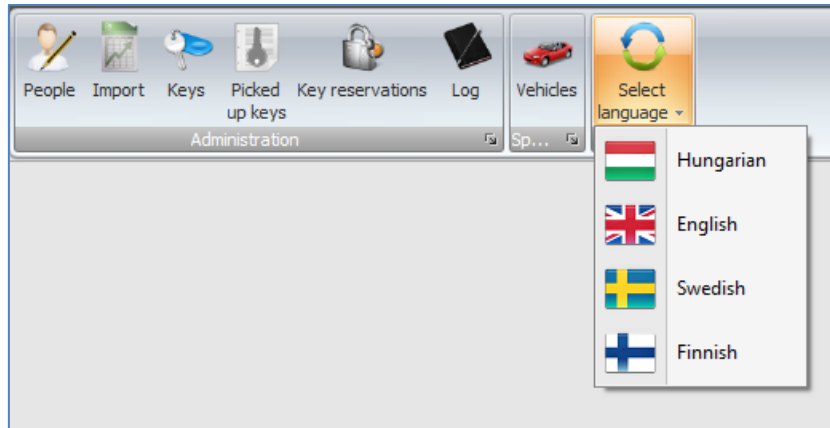 People Import Keys Picked up keys Key reservations Log Vehicles Select language
Administration Sp...
Hungarian
English
Swedish
Finnish